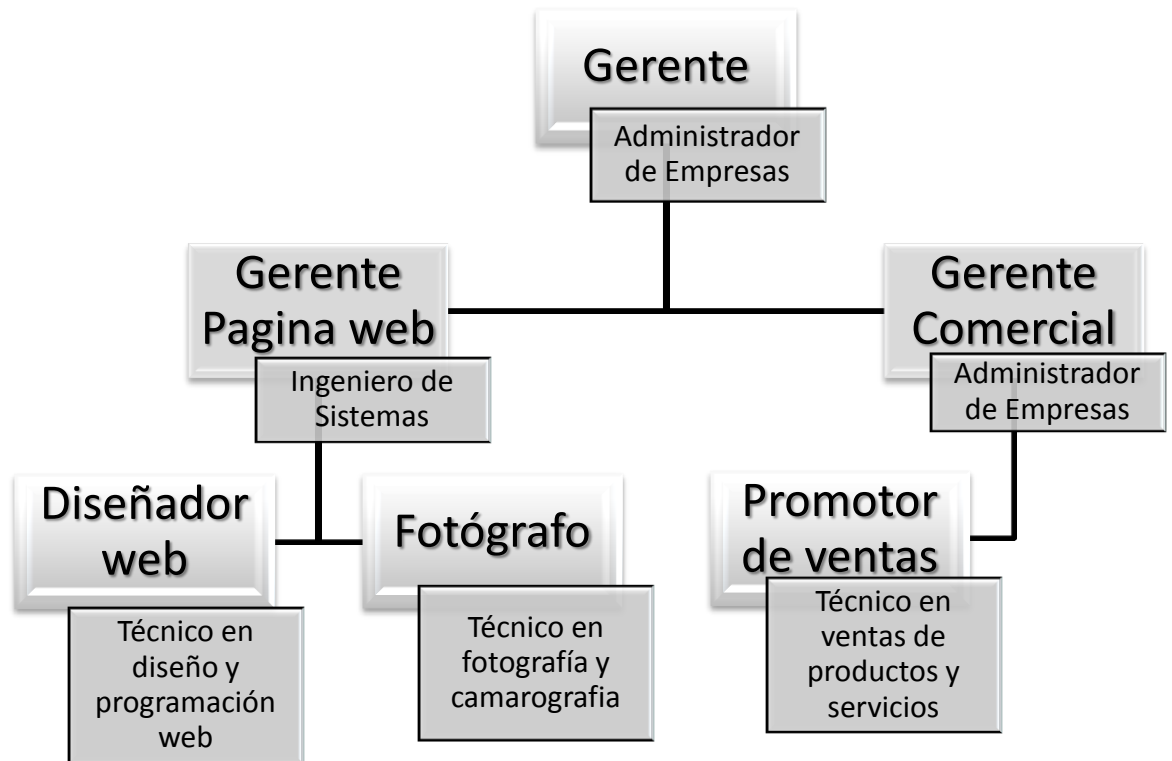 Gerente
Administrador
de Empresas
Gerente
Pagina web
Ingeniero de
Sistemas
Gerente
Comercial
Administrador
de Empresas
Diseñador
web
Técnico en
diseño y
programación
web
Fotógrafo
Técnico en
fotografía y
camarografia
Promotor
de ventas
Técnico en
ventas de
productos y
servicios